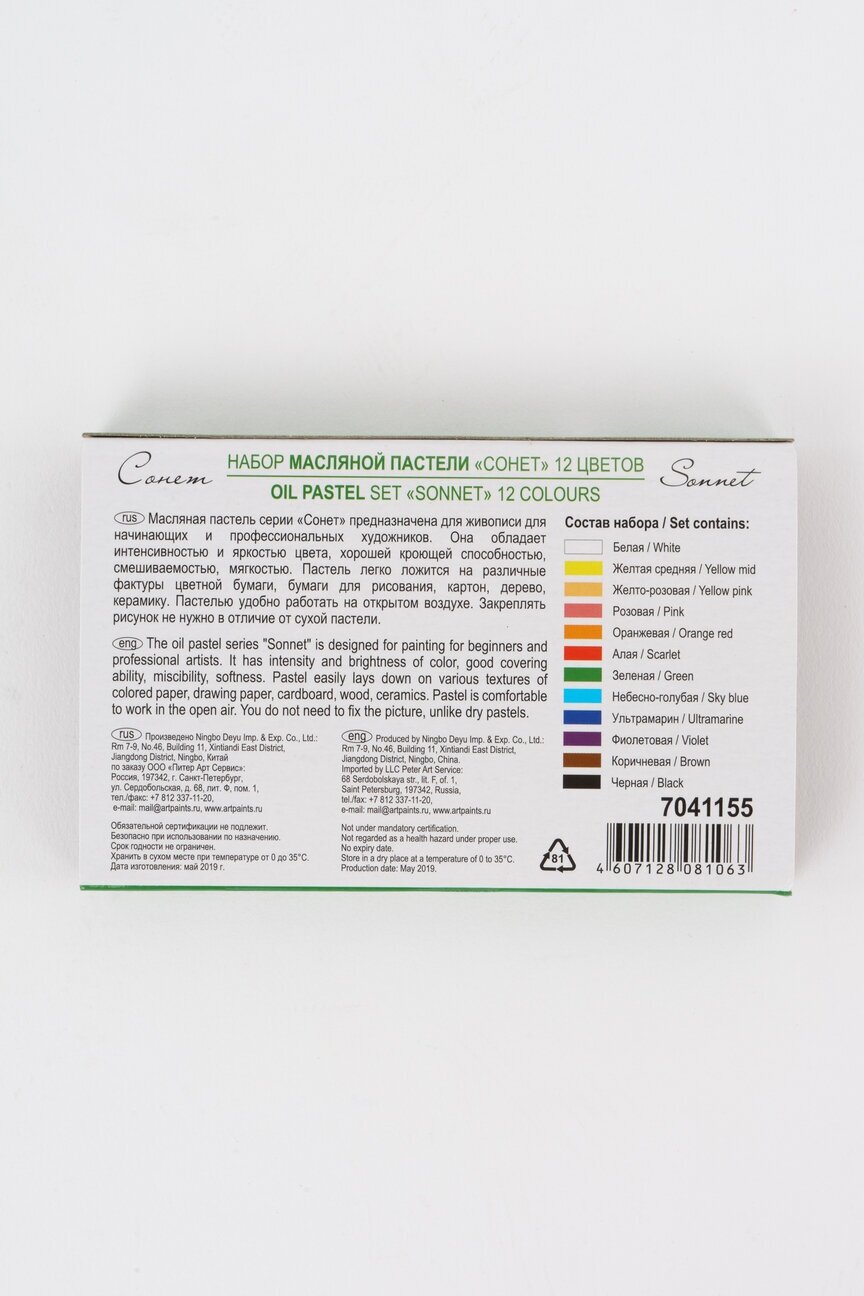 Сонет
НАБОР МАСЛЯНОЙ ПАСТЕЛИ «СОНЕТ» 12 ЦВЕТОВ
OIL PASTEL SET «SONNET» 12 COLOURS
Sonnet
rus Масляная пастель серии «Сонет» предназначена для живописи для
начинающих и профессиональных художников. Она обладает
интенсивностью и яркостью цвета, хорошей кроющей способностью,
смешиваемостью, мягкостью. Пастель легко ложится на различные
фактуры цветной бумаги, бумаги для рисования, картон, дерево,
керамику. Пастелью удобно работать на открытом воздухе. Закреплять
рисунок не нужно в отличие от сухой пастели.
eng The oil pastel series "Sonnet" is designed for painting for beginners and
professional artists. It has intensity and brightness of color, good covering
ability, miscibility, softness. Pastel easily lays down on various textures of
colored paper, drawing paper, cardboard, wood, ceramics. Pastel is comfortable
to work in the open air. You do not need to fix the picture, unlike dry pastels.
rus Произведено Ningbo Deyu Imp. & Exp. Co., Ltd.:
Rm 7-9, No.46, Building 11, Xintiandi East District,
Jiangdong District, Ningbo, Китай
по заказу ООО «Питер Арт Сервис»:
Россия, 197342, г. Санкт-Петербург,
ул. Сердобольская, д. 68, лит. Ф, пом. 1,
тел./факс: +7 812 337-11-20,
e-mail: mail@artpaints.ru, www.artpaints.ru
Обязательной сертификации не подлежит.
Безопасно при использовании по назначению.
Срок годности не ограничен.
Хранить в сухом месте при температуре от 0 до 35°C.
Дата изготовления: май 2019 г.
eng Produced by Ningbo Deyu Imp. & Exp. Co., Ltd.:
Rm 7-9, No.46, Building 11, Xintiandi East District,
Jiangdong District, Ningbo, China.
Imported by LLC Peter Art Service:
68 Serdobolskaya str., lit. F, of. 1,
Saint Petersburg, 197342, Russia,
tel./fax: +7 812 337-11-20,
e-mail: mail@artpaints.ru, www.artpaints.ru
Not under mandatory certification.
Not regarded as a health hazard under proper use.
No expiry date.
Store in a dry place at a temperature of 0 to 35°C.
Production date: May 2019.
81
Состав набора / Set contains:
Белая / White
Желтая средняя / Yellow mid
Желто-розовая / Yellow pink
Розовая / Pink
Оранжевая / Orange red
Алая / Scarlet
Зеленая / Green
Небесно-голубая / Sky blue
Ультрамарин / Ultramarine
Фиолетовая / Violet
Коричневая / Brown
Черная / Black
7041155
4 607128 081063